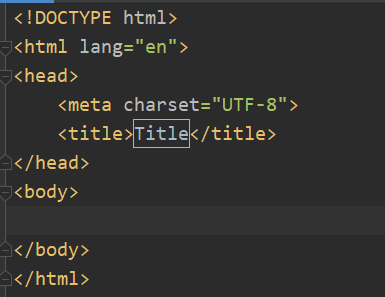 <!DOCTYPE html>
<html lang="en">
<head>
    <meta charset="UTF-8">
    <title>Title</title>
</head>
<body>

</body>
</html>